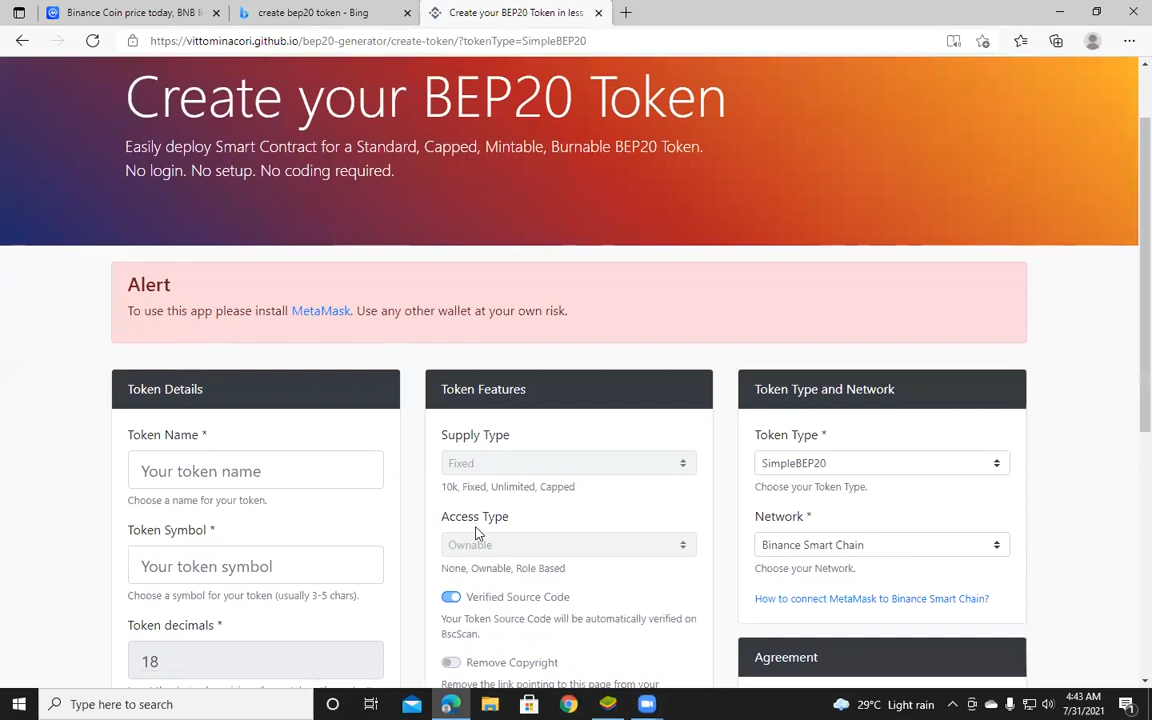 Binance Coin price today, BNB li
create bep20 token - Bing
Create your BEP20 Token in less
https://vittominacori.github.io/bep20-generator/create-token/?tokenType=SimpleBEP20
Create your BEP20 Token
Easily deploy Smart Contract for a Standard, Capped, Mintable, Burnable BEP20 Token.
No login. No setup. No coding required.
Alert
To use this app please install MetaMask. Use any other wallet at your own risk.
Token Details
Token Name *
Your token name
Choose a name for your token.
Token Symbol *
Your token symbol
Choose a symbol for your token (usually 3-5 chars).
Token decimals *
18
Token Features
Supply Type
Fixed
10k, Fixed, Unlimited, Capped
Access Type
Ownable
None, Ownable, Role Based
Verified Source Code
Your Token Source Code will be automatically verified on
BscScan.
Remove Copyright
Remove the link pointing to this page from your
Token Type and Network
Token Type *
SimpleBEP20
Choose your Token Type.
Network *
Binance Smart Chain
Choose your Network.
How to connect MetaMask to Binance Smart Chain?
Agreement
Type here to search
29°C Light rain
4:43 AM
7/31/2021
1